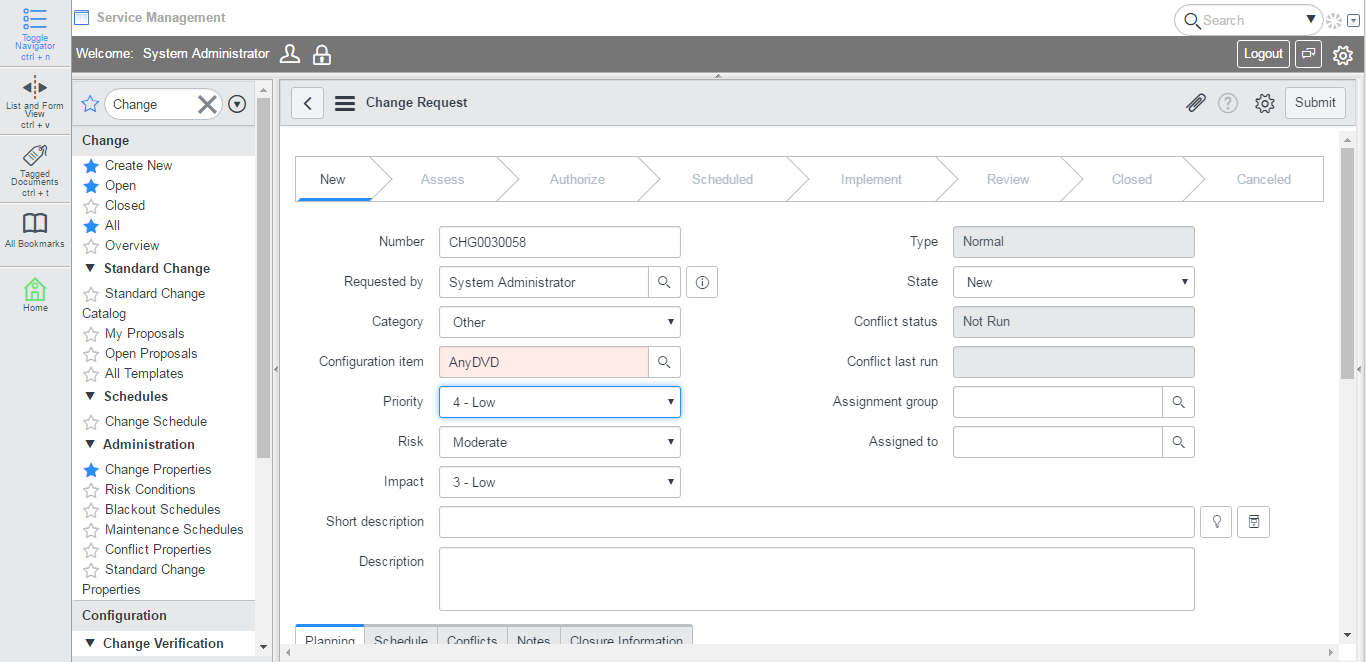 Toggle
Navigator
ctrl + n
List and Form
View
ctrl + v
Tagged
Documents
ctrl + t
All Bookmarks
Home
Service Management
Search
Welcome: System Administrator
Logout
Change
Change
Create New
Open
Closed
All
Overview
Standard Change
Standard Change
Catalog
My Proposals
Open Proposals
All Templates
Schedules
Change Schedule
Administration
Change Properties
Risk Conditions
Blackout Schedules
Maintenance Schedules
Conflict Properties
Standard Change
Properties
Configuration
Change Verification
Change Request
Submit
New Assess Authorize Scheduled Implement Review Closed Canceled
Number CHG0030058
Type Normal
Requested by System Administrator
State New
Category Other
Conflict status Not Run
Configuration item AnyDVD
Conflict last run
Priority 4 - Low
Assignment group
Risk Moderate
Assigned to
Impact 3 - Low
Short description
Description
Planning Schedule Conflicts Notes Closure Information